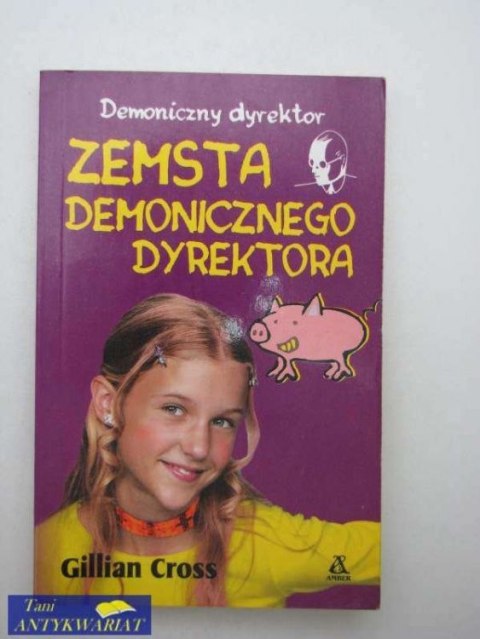 Demoniczny dyrektor
ZEMSTA
DEMONICZNEGO
DYREKTORA
Gillian Cross
AMBER
Tani
ANTYKWARIAT